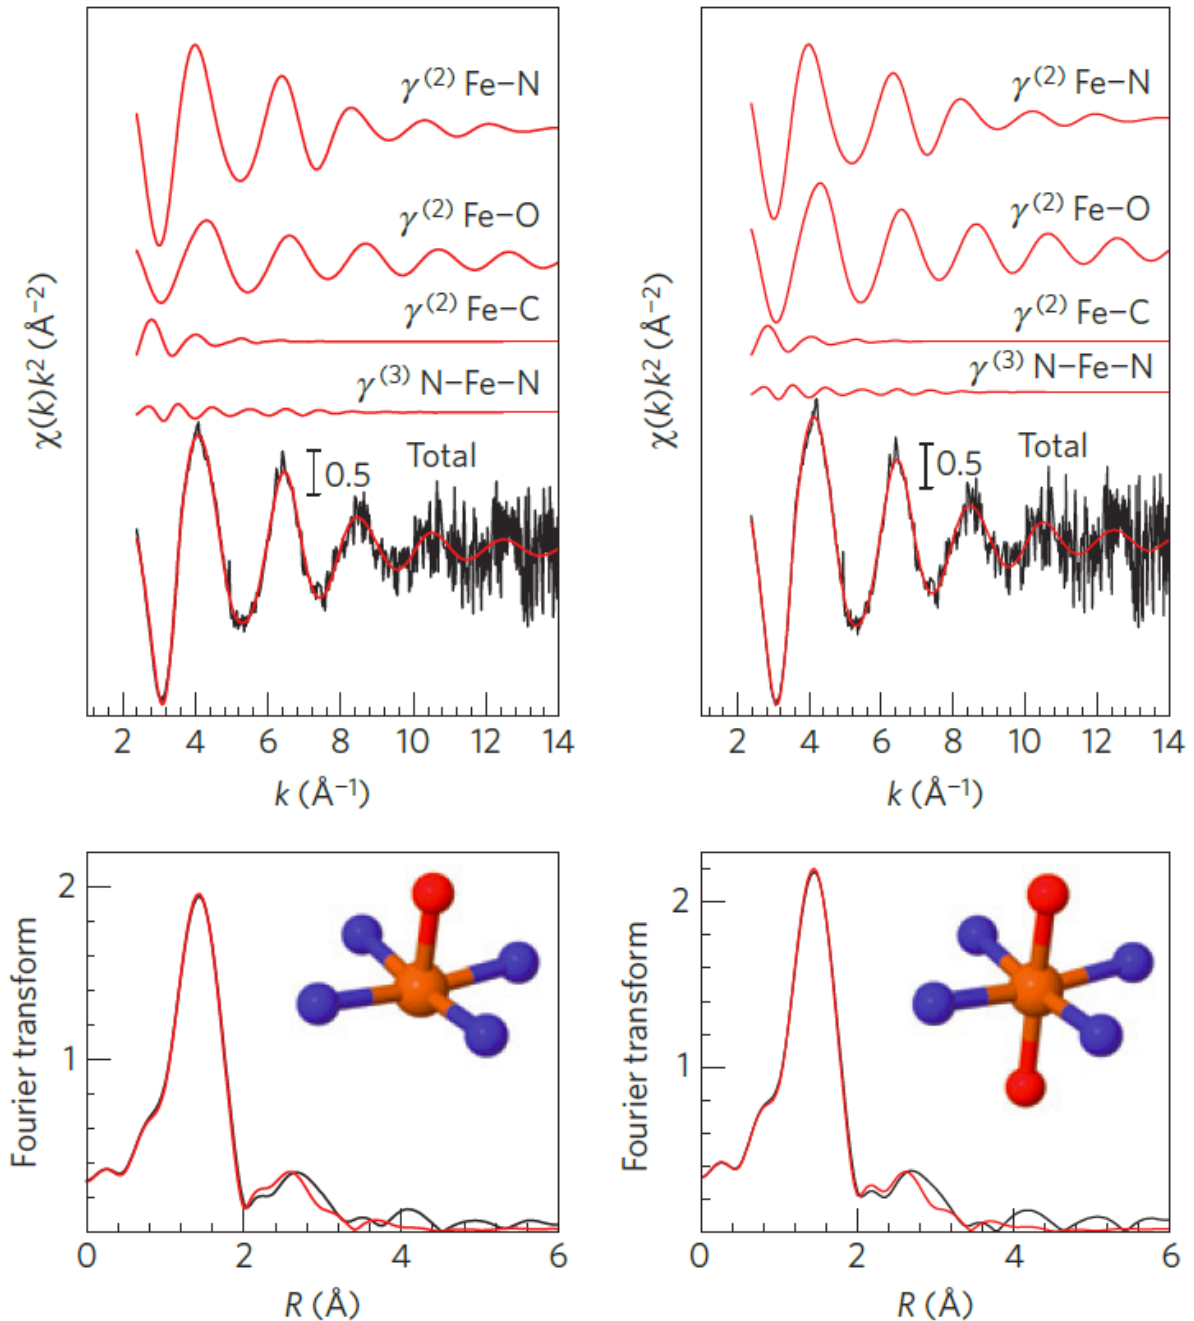 γ(2) Fe–N
γ(2) Fe–O
γ(2) Fe–C
γ(3) N–Fe–N
Total
0.5
χ(k)k2 (Å−2)
2 4 6 8 10 12 14
k (Å−1)
γ(2) Fe–N
γ(2) Fe–O
γ(2) Fe–C
γ(3) N–Fe–N
Total
0.5
χ(k)k2 (Å−2)
2 4 6 8 10 12 14
k (Å−1)
2
1
Fourier transform
0 2 4 6
R (Å)
2
1
Fourier transform
0 2 4 6
R (Å)